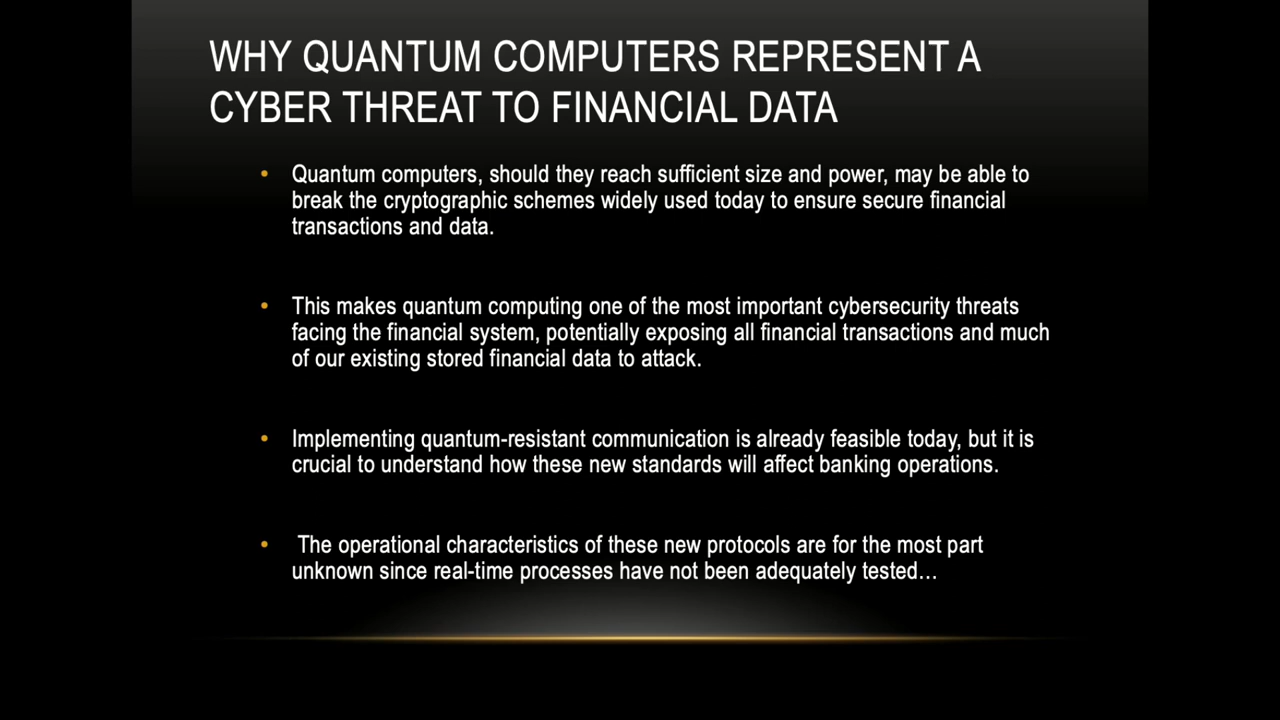 WHY QUANTUM COMPUTERS REPRESENT A
CYBER THREAT TO FINANCIAL DATA
• Quantum computers, should they reach sufficient size and power, may be able to
break the cryptographic schemes widely used today to ensure secure financial
transactions and data.
• This makes quantum computing one of the most important cybersecurity threats
facing the financial system, potentially exposing all financial transactions and much
of our existing stored financial data to attack.
• Implementing quantum-resistant communication is already feasible today, but it is
crucial to understand how these new standards will affect banking operations.
• The operational characteristics of these new protocols are for the most part
unknown since real-time processes have not been adequately tested…